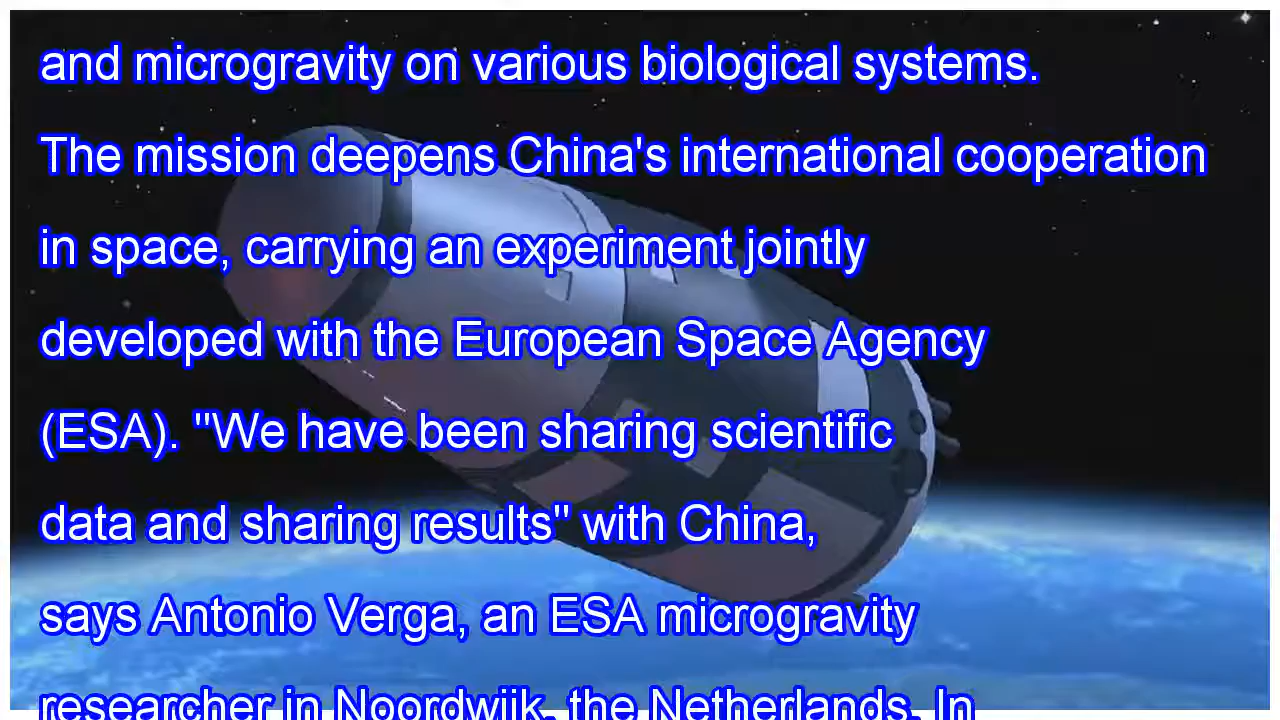 and microgravity on various biological systems.
The mission deepens China's international cooperation
in space, carrying an experiment jointly
developed with the European Space Agency
(ESA). "We have been sharing scientific
data and sharing results" with China,
says Antonio Verga, an ESA microgravity
researcher in Noordwijk, the Netherlands. In